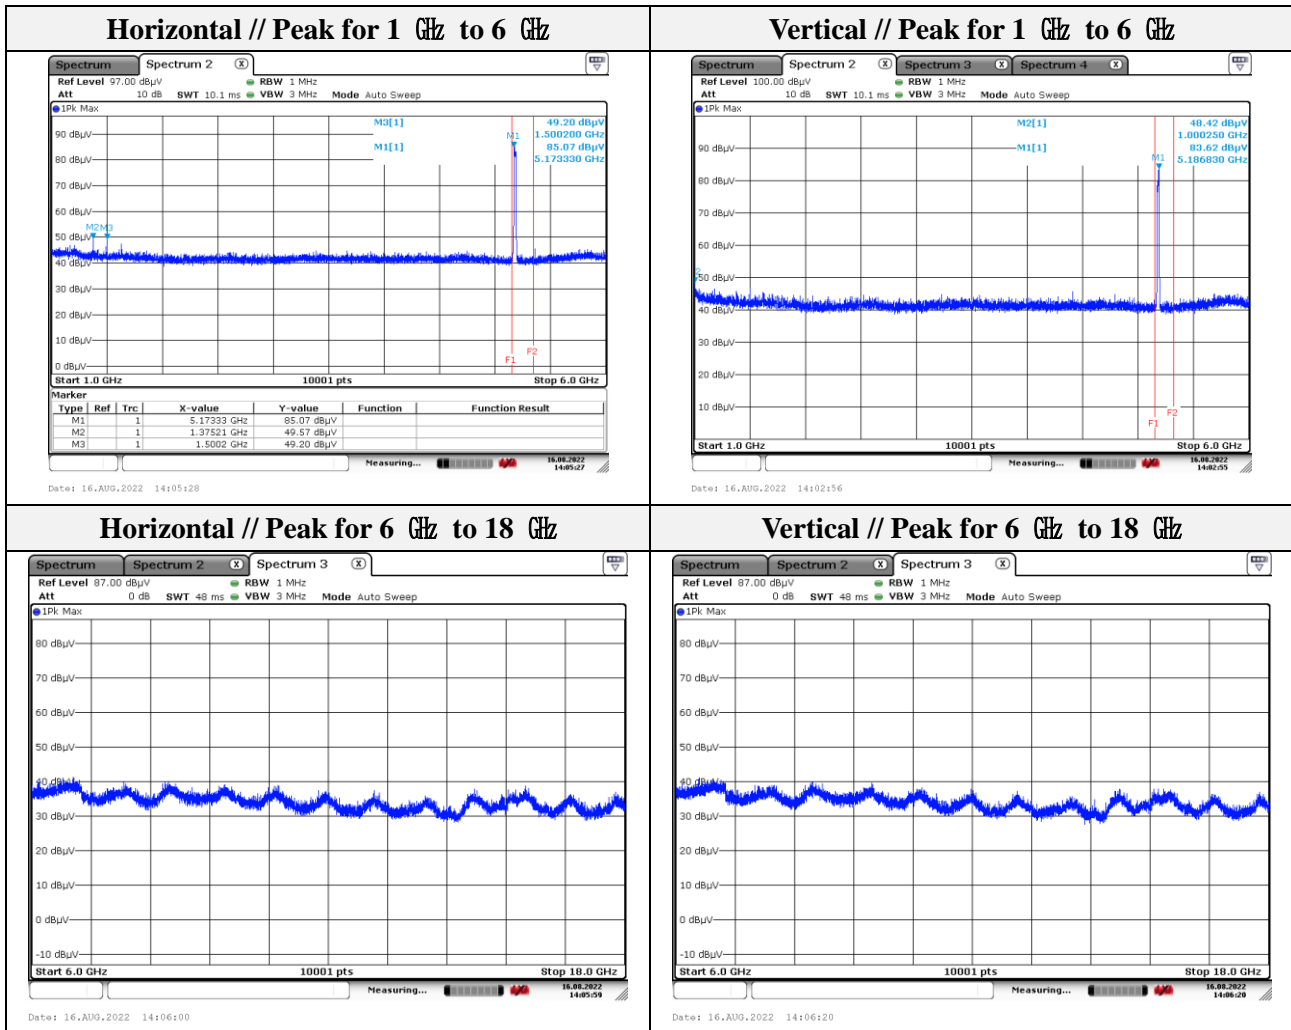 Horizontal // Peak for 1 ㎓ to 6 ㎓
Spectrum Spectrum 2 X
Ref Level 97.00 dBµV RBW 1 MHz
Att 10 dB SWT 10.1 ms VBW 3 MHz Mode Auto Sweep
1Pk Max
M3[1] 49.20 dBµV
1.500200 GHz
M1[1] 85.07 dBµV
5.173330 GHz
M1
90 dBµV
80 dBµV
70 dBµV
60 dBµV
M2 M3
50 dBµV
40 dBµV
30 dBµV
20 dBµV
10 dBµV
0 dBµV
F1 F2
Start 1.0 GHz 10001 pts Stop 6.0 GHz
Marker
Type Ref Trc X-value Y-value Function Function Result
M1 1 5.17333 GHz 85.07 dBµV
M2 1 1.37521 GHz 49.57 dBµV
M3 1 1.5002 GHz 49.20 dBµV
Measuring... 16.08.2022
14:05:27
Date: 16.AUG.2022 14:05:28
Vertical // Peak for 1 ㎓ to 6 ㎓
Spectrum Spectrum 2 X Spectrum 3 X Spectrum 4 X
Ref Level 100.00 dBµV RBW 1 MHz
Att 10 dB SWT 10.1 ms VBW 3 MHz Mode Auto Sweep
1Pk Max
M2[1] 48.42 dBµV
1.000250 GHz
M1[1] 83.62 dBµV
5.186830 GHz
M1
90 dBµV
80 dBµV
70 dBµV
60 dBµV
50 dBµV
40 dBµV
30 dBµV
20 dBµV
10 dBµV
F1 F2
Start 1.0 GHz 10001 pts Stop 6.0 GHz
Measuring... 16.08.2022
14:02:55
Date: 16.AUG.2022 14:02:56
Horizontal // Peak for 6 ㎓ to 18 ㎓
Spectrum Spectrum 2 X Spectrum 3 X
Ref Level 87.00 dBµV RBW 1 MHz
Att 0 dB SWT 48 ms VBW 3 MHz Mode Auto Sweep
1Pk Max
80 dBµV
70 dBµV
60 dBµV
50 dBµV
40 dBµV
30 dBµV
20 dBµV
10 dBµV
0 dBµV
-10 dBµV
Start 6.0 GHz 10001 pts Stop 18.0 GHz
Measuring... 16.08.2022
14:05:59
Date: 16.AUG.2022 14:06:00
Vertical // Peak for 6 ㎓ to 18 ㎓
Spectrum Spectrum 2 X Spectrum 3 X
Ref Level 87.00 dBµV RBW 1 MHz
Att 0 dB SWT 48 ms VBW 3 MHz Mode Auto Sweep
1Pk Max
80 dBµV
70 dBµV
60 dBµV
50 dBµV
40 dBµV
30 dBµV
20 dBµV
10 dBµV
0 dBµV
-10 dBµV
Start 6.0 GHz 10001 pts Stop 18.0 GHz
Measuring... 16.08.2022
14:06:20
Date: 16.AUG.2022 14:06:20